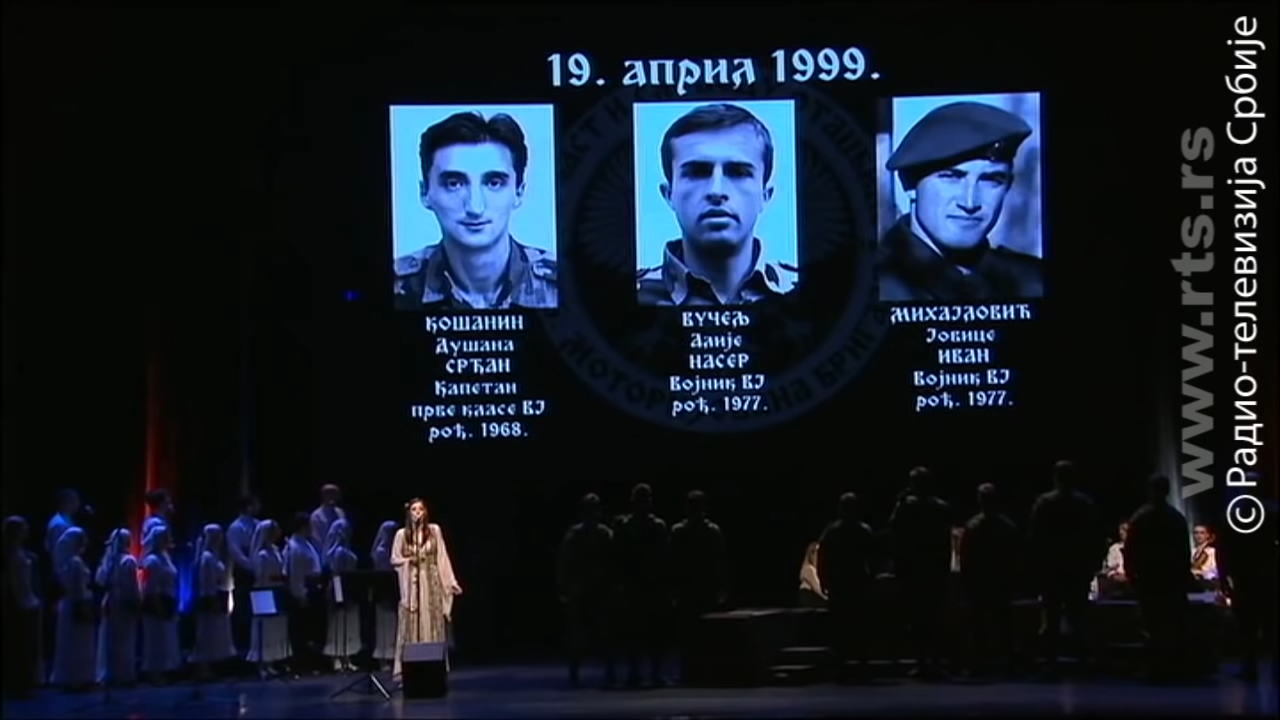 19. април 1999.
КОШАНИН
Душана
СРЂАН
Капетан
прве класе ВЈ
рођ. 1968.
ВУЧЕЉ
Алије
НАСЕР
Војник ВЈ
рођ. 1977.
МИХАЈЛОВИЋ
Јовице
ИВАН
Војник ВЈ
рођ. 1977.
www.rts.rs
© Радио-телевизија Србије